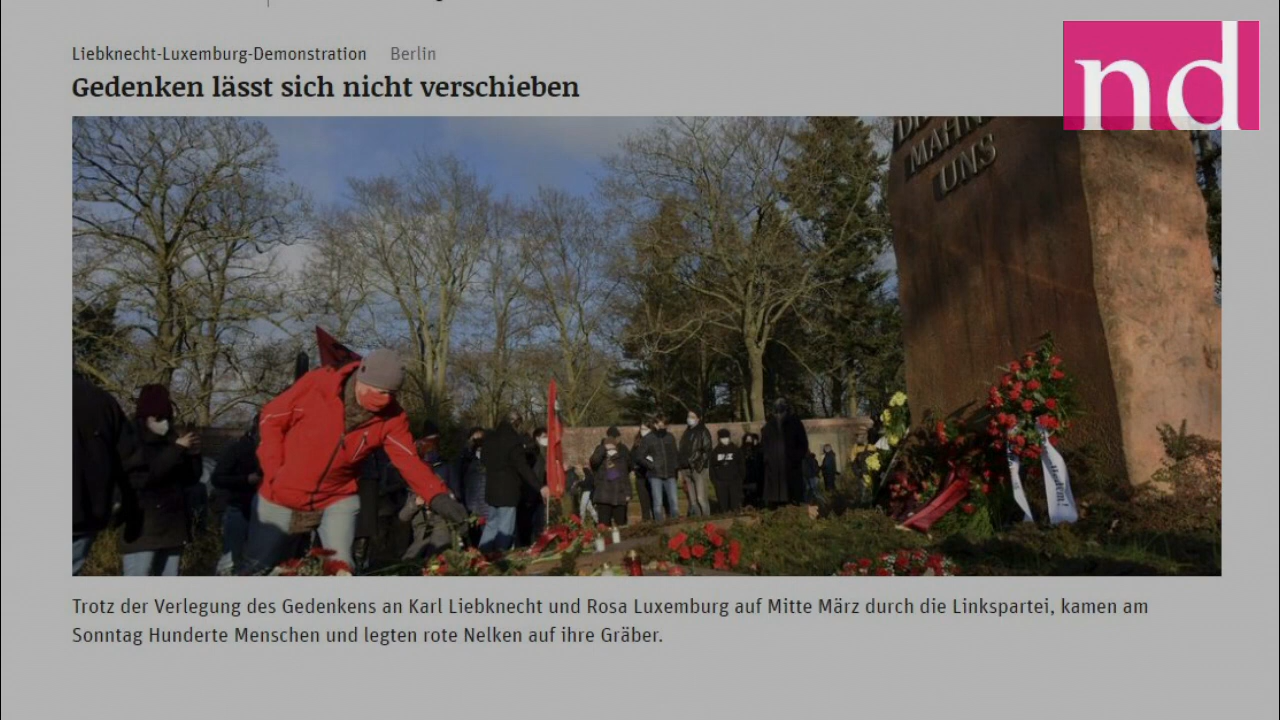 Liebknecht-Luxemburg-Demonstration Berlin
nd
Gedenken lässt sich nicht verschieben
MAHN
UNS
Trotz der Verlegung des Gedenkens an Karl Liebknecht und Rosa Luxemburg auf Mitte März durch die Linkspartei, kamen am
Sonntag Hunderte Menschen und legten rote Nelken auf ihre Gräber.